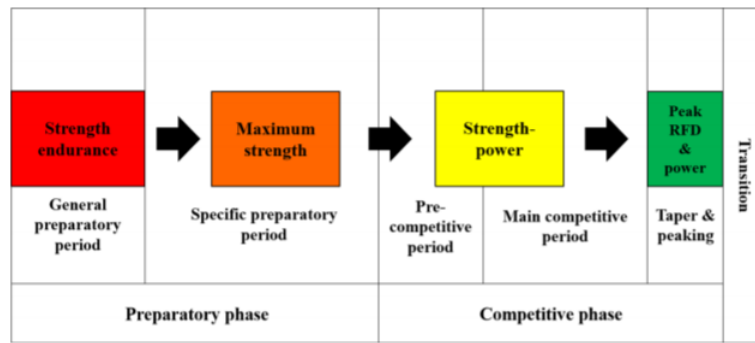 Strength
endurance
Maximum
strength
Strength-
power
Peak
RFD
&
power
General
preparatory
period
Specific preparatory
period
Pre-
competitive
period
Main competitive
period
Taper &
peaking
Transition
Preparatory phase
Competitive phase